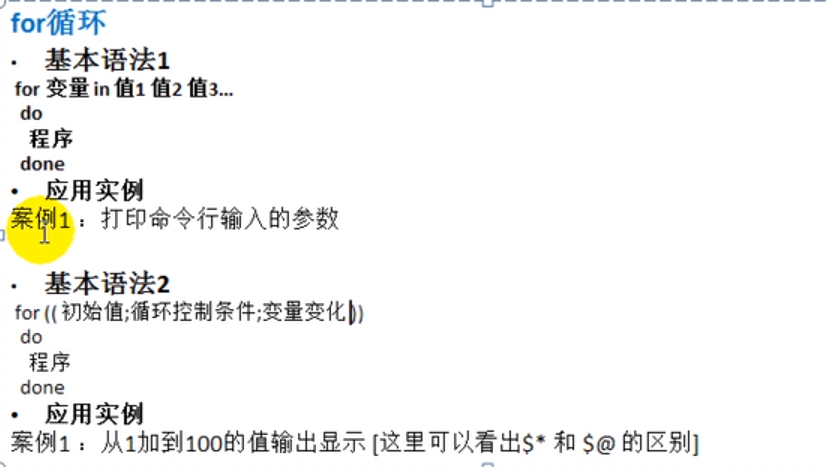 for循环
• 基本语法1
for 变量 in 值1 值2 值3...
do
程序
done
• 应用实例
案例1 ：打印命令行输入的参数
• 基本语法2
for (( 初始值;循环控制条件;变量变化 ))
do
程序
done
• 应用实例
案例1 ：从1加到100的值输出显示 [这里可以看出$* 和 $@ 的区别]